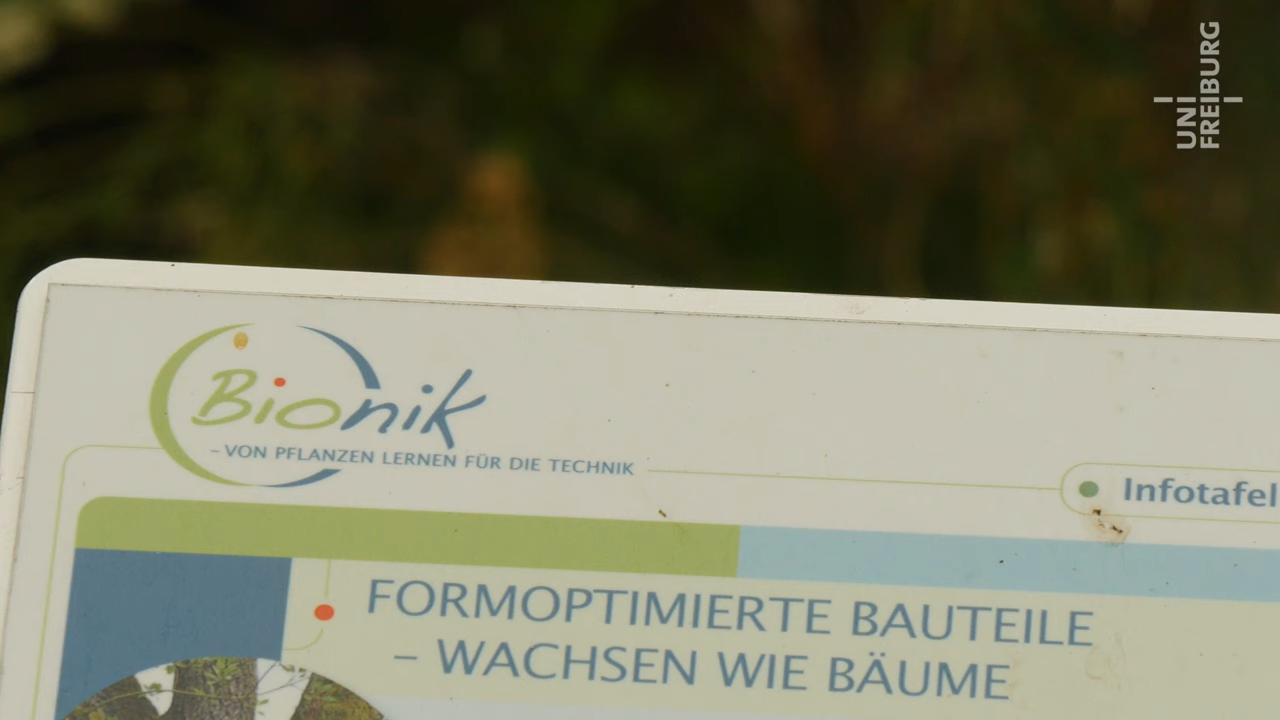 UNI
FREIBURG
Bionik
– VON PFLANZEN LERNEN FÜR DIE TECHNIK
Infotafel
FORMOPTIMIERTE BAUTEILE
– WACHSEN WIE BÄUME